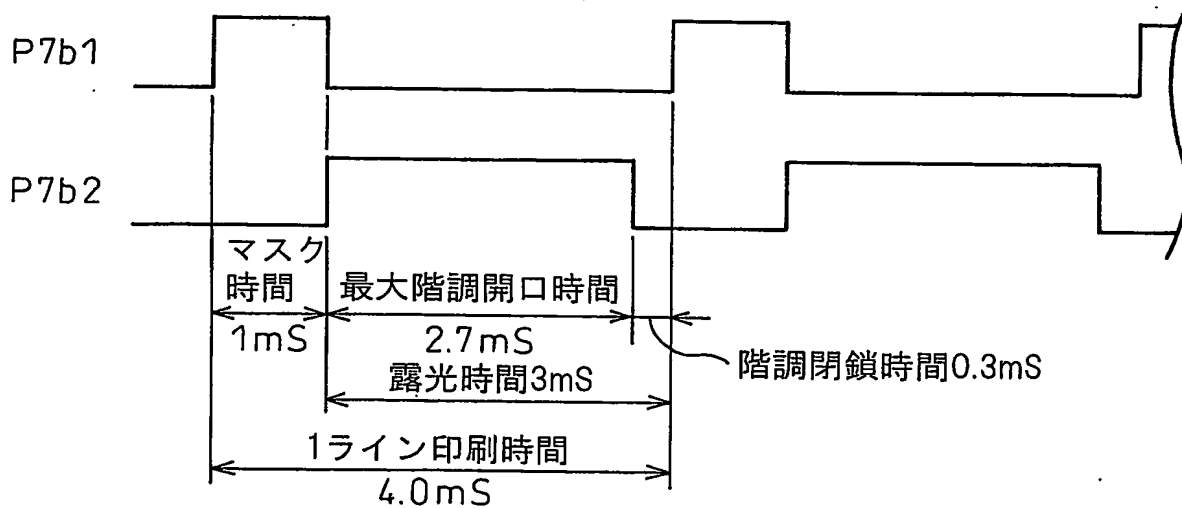 P7b1
P7b2
マスク
時間
1mS
最大階調開口時間
2.7mS
階調閉鎖時間0.3mS
露光時間3mS
1ライン印刷時間
4.0mS